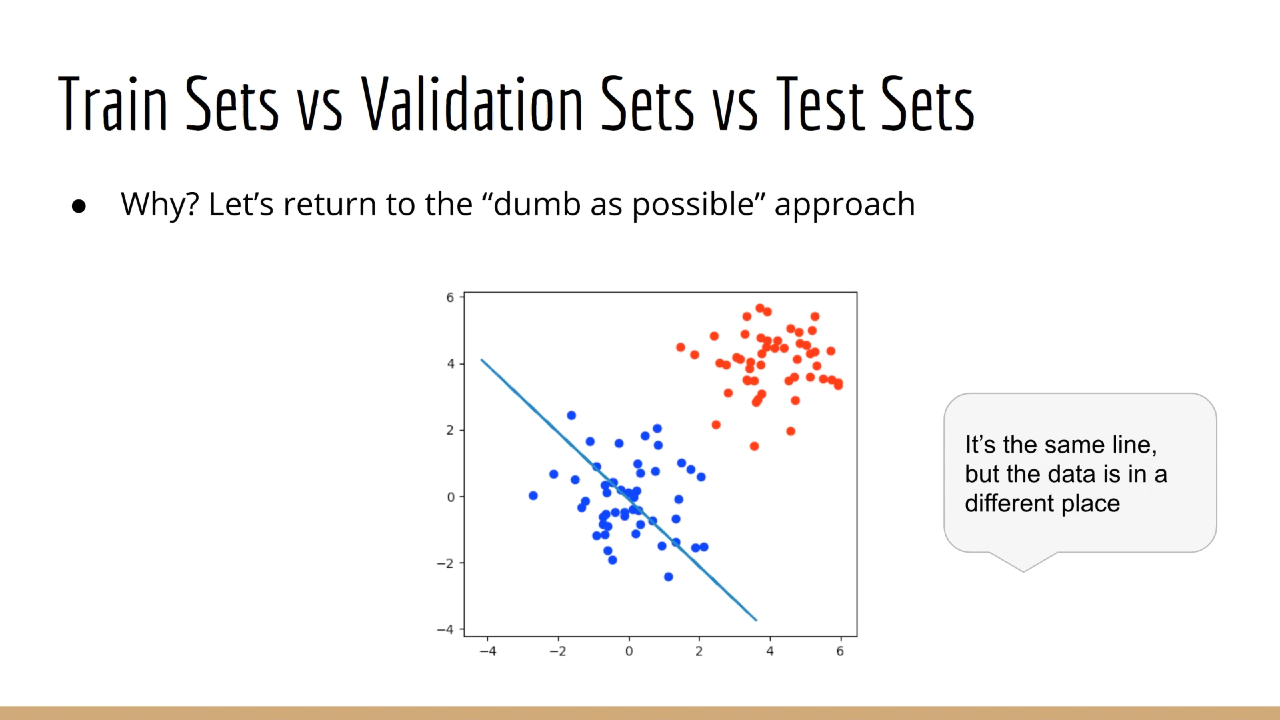 Train Sets vs Validation Sets vs Test Sets
● Why? Let’s return to the “dumb as possible” approach
6
4
2
0
−2
−4
−4 −2 0 2 4 6
It’s the same line,
but the data is in a
different place